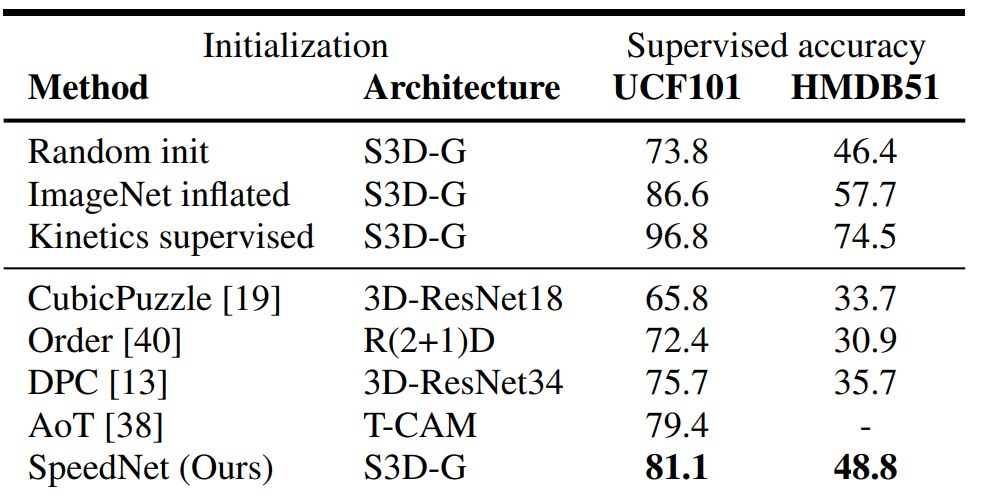 Initialization Supervised accuracy
Method Architecture UCF101 HMDB51
Random init S3D-G 73.8 46.4
ImageNet inflated S3D-G 86.6 57.7
Kinetics supervised S3D-G 96.8 74.5
CubicPuzzle [19] 3D-ResNet18 65.8 33.7
Order [40] R(2+1)D 72.4 30.9
DPC [13] 3D-ResNet34 75.7 35.7
AoT [38] T-CAM 79.4 -
SpeedNet (Ours) S3D-G 81.1 48.8